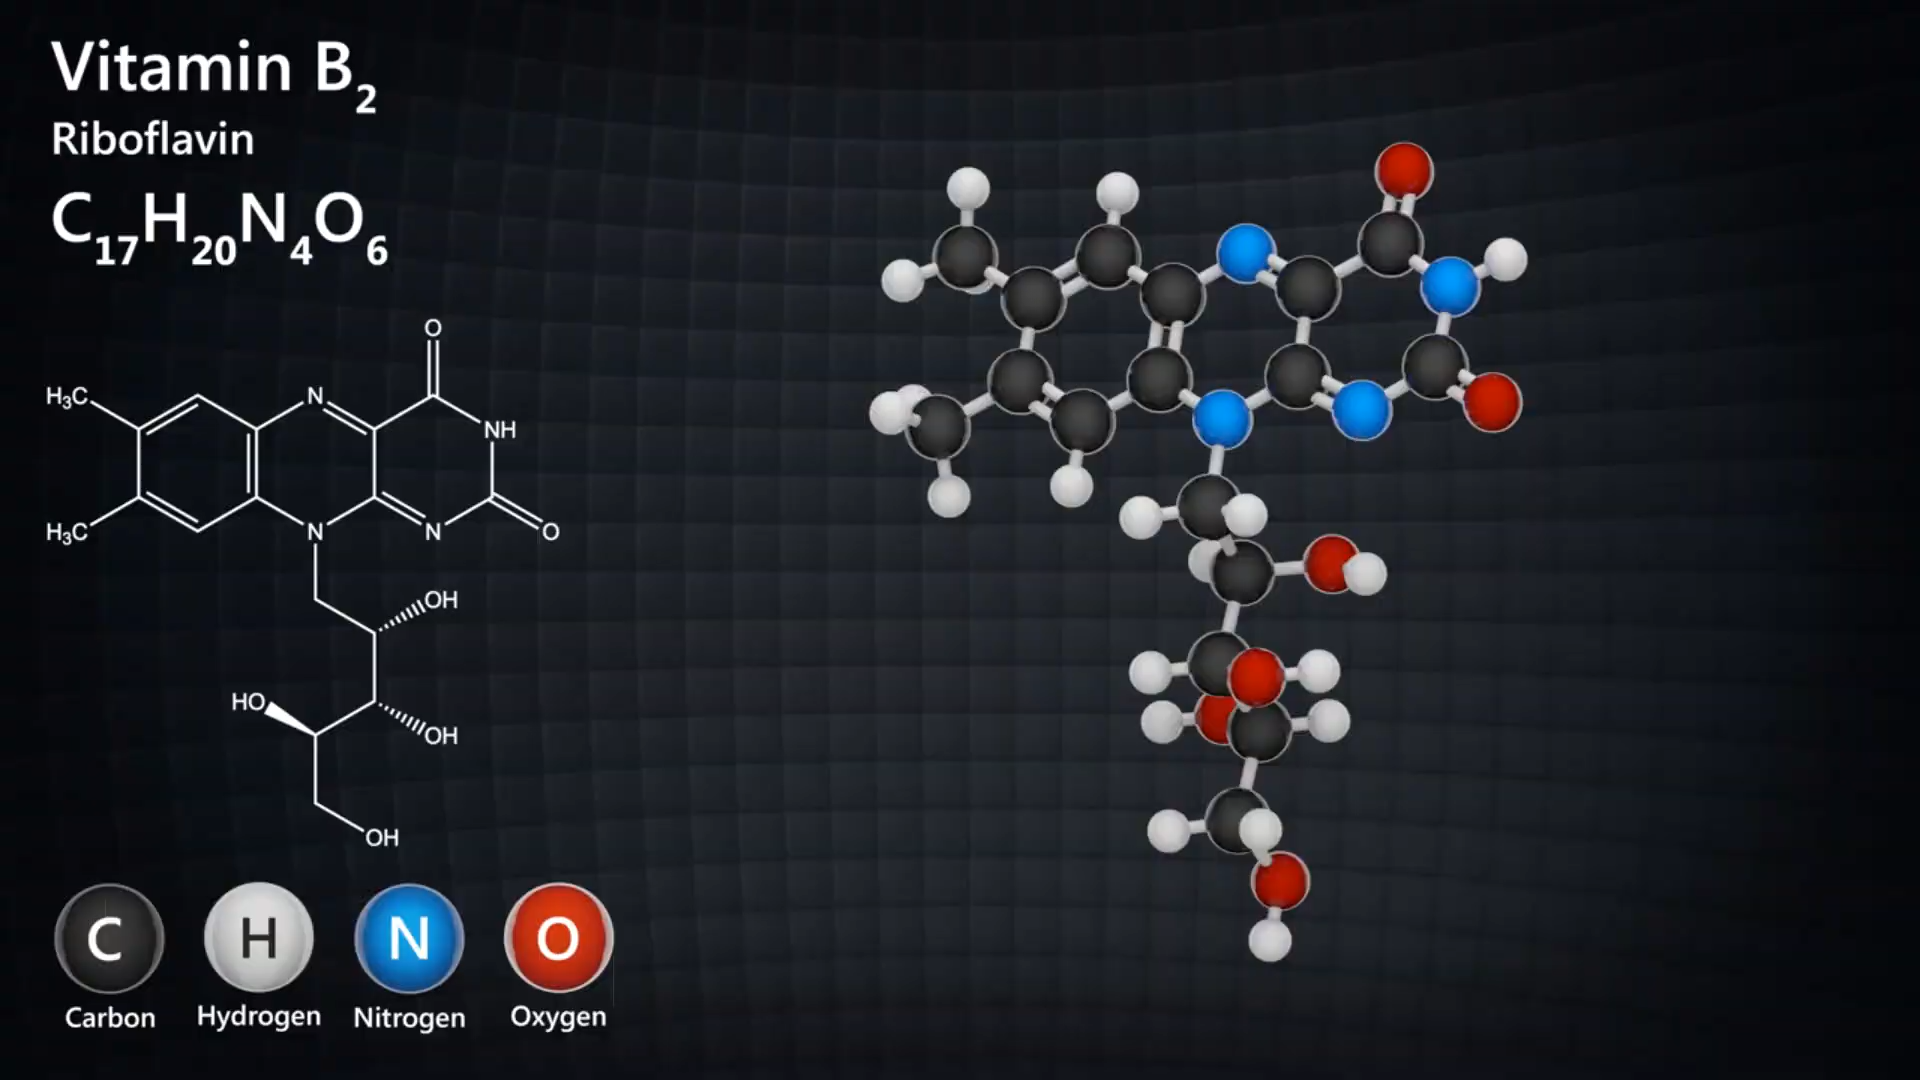 Vitamin B₂
Riboflavin
C₁₇H₂₀N₄O₆
O
H₃C
N
NH
H₃C
N
N
O
OH
HO
OH
OH
C
H
N
O
Carbon
Hydrogen
Nitrogen
Oxygen